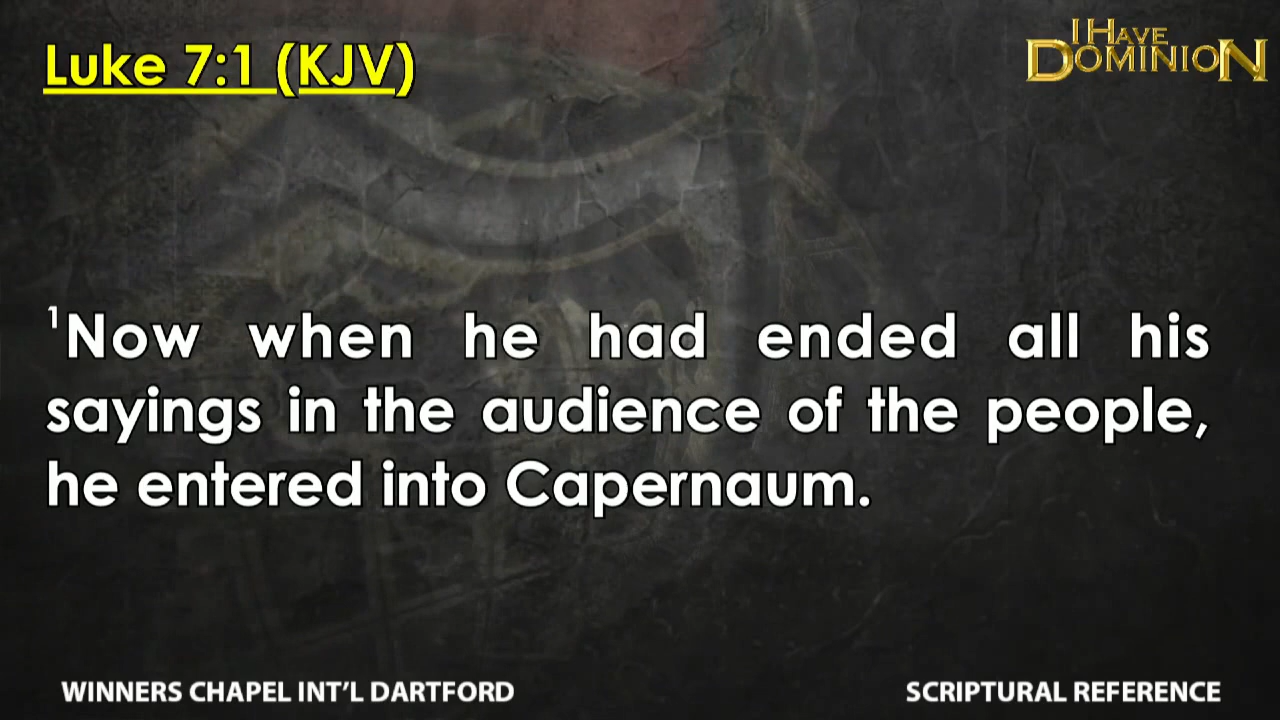 Luke 7:1 (KJV)
I HAVE
DOMINION
1Now when he had ended all his
sayings in the audience of the people,
he entered into Capernaum.
WINNERS CHAPEL INT'L DARTFORD
SCRIPTURAL REFERENCE